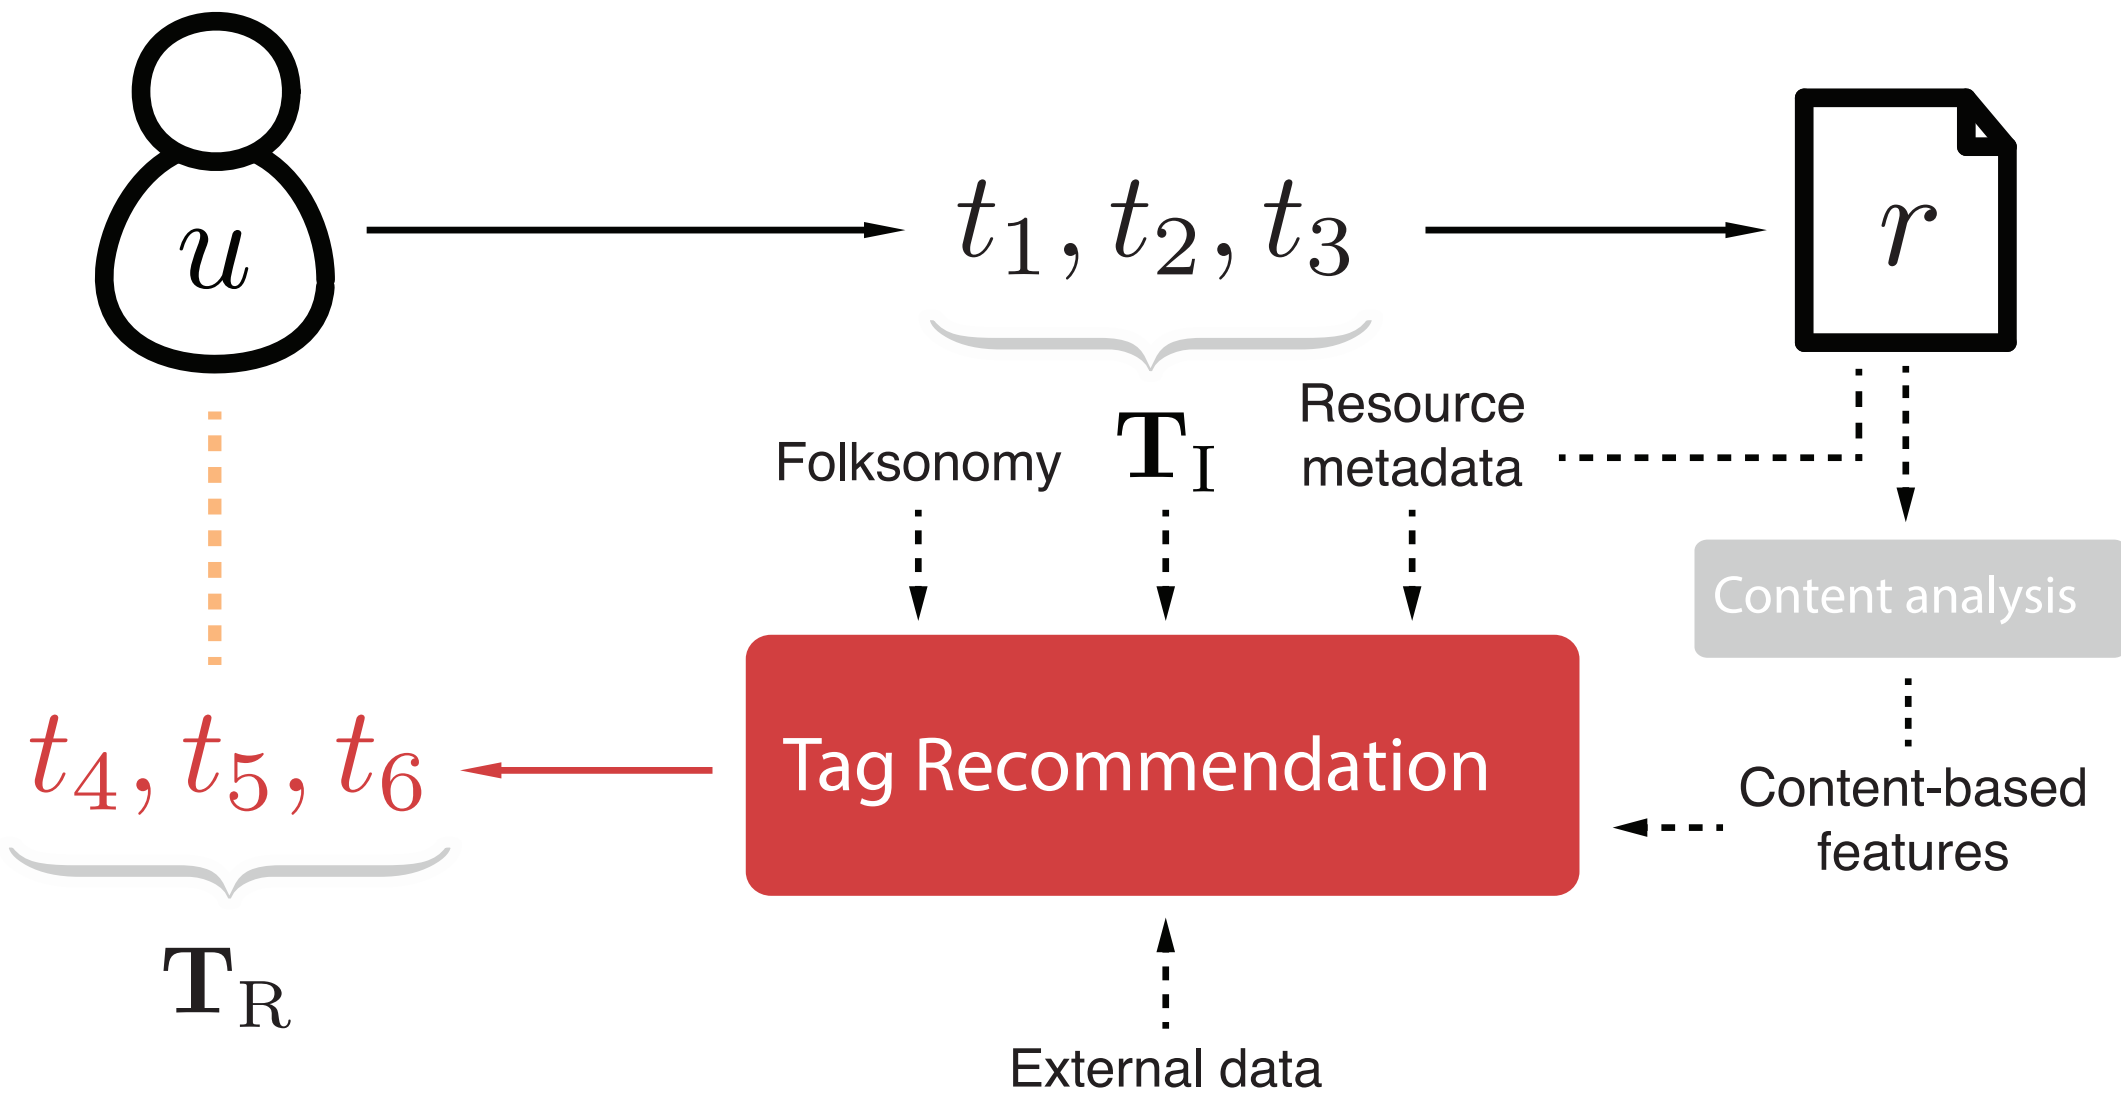 u
t1, t2, t3
r
Folksonomy
TI
Resource
metadata
Content analysis
t4, t5, t6
Tag Recommendation
Content-based
features
TR
External data